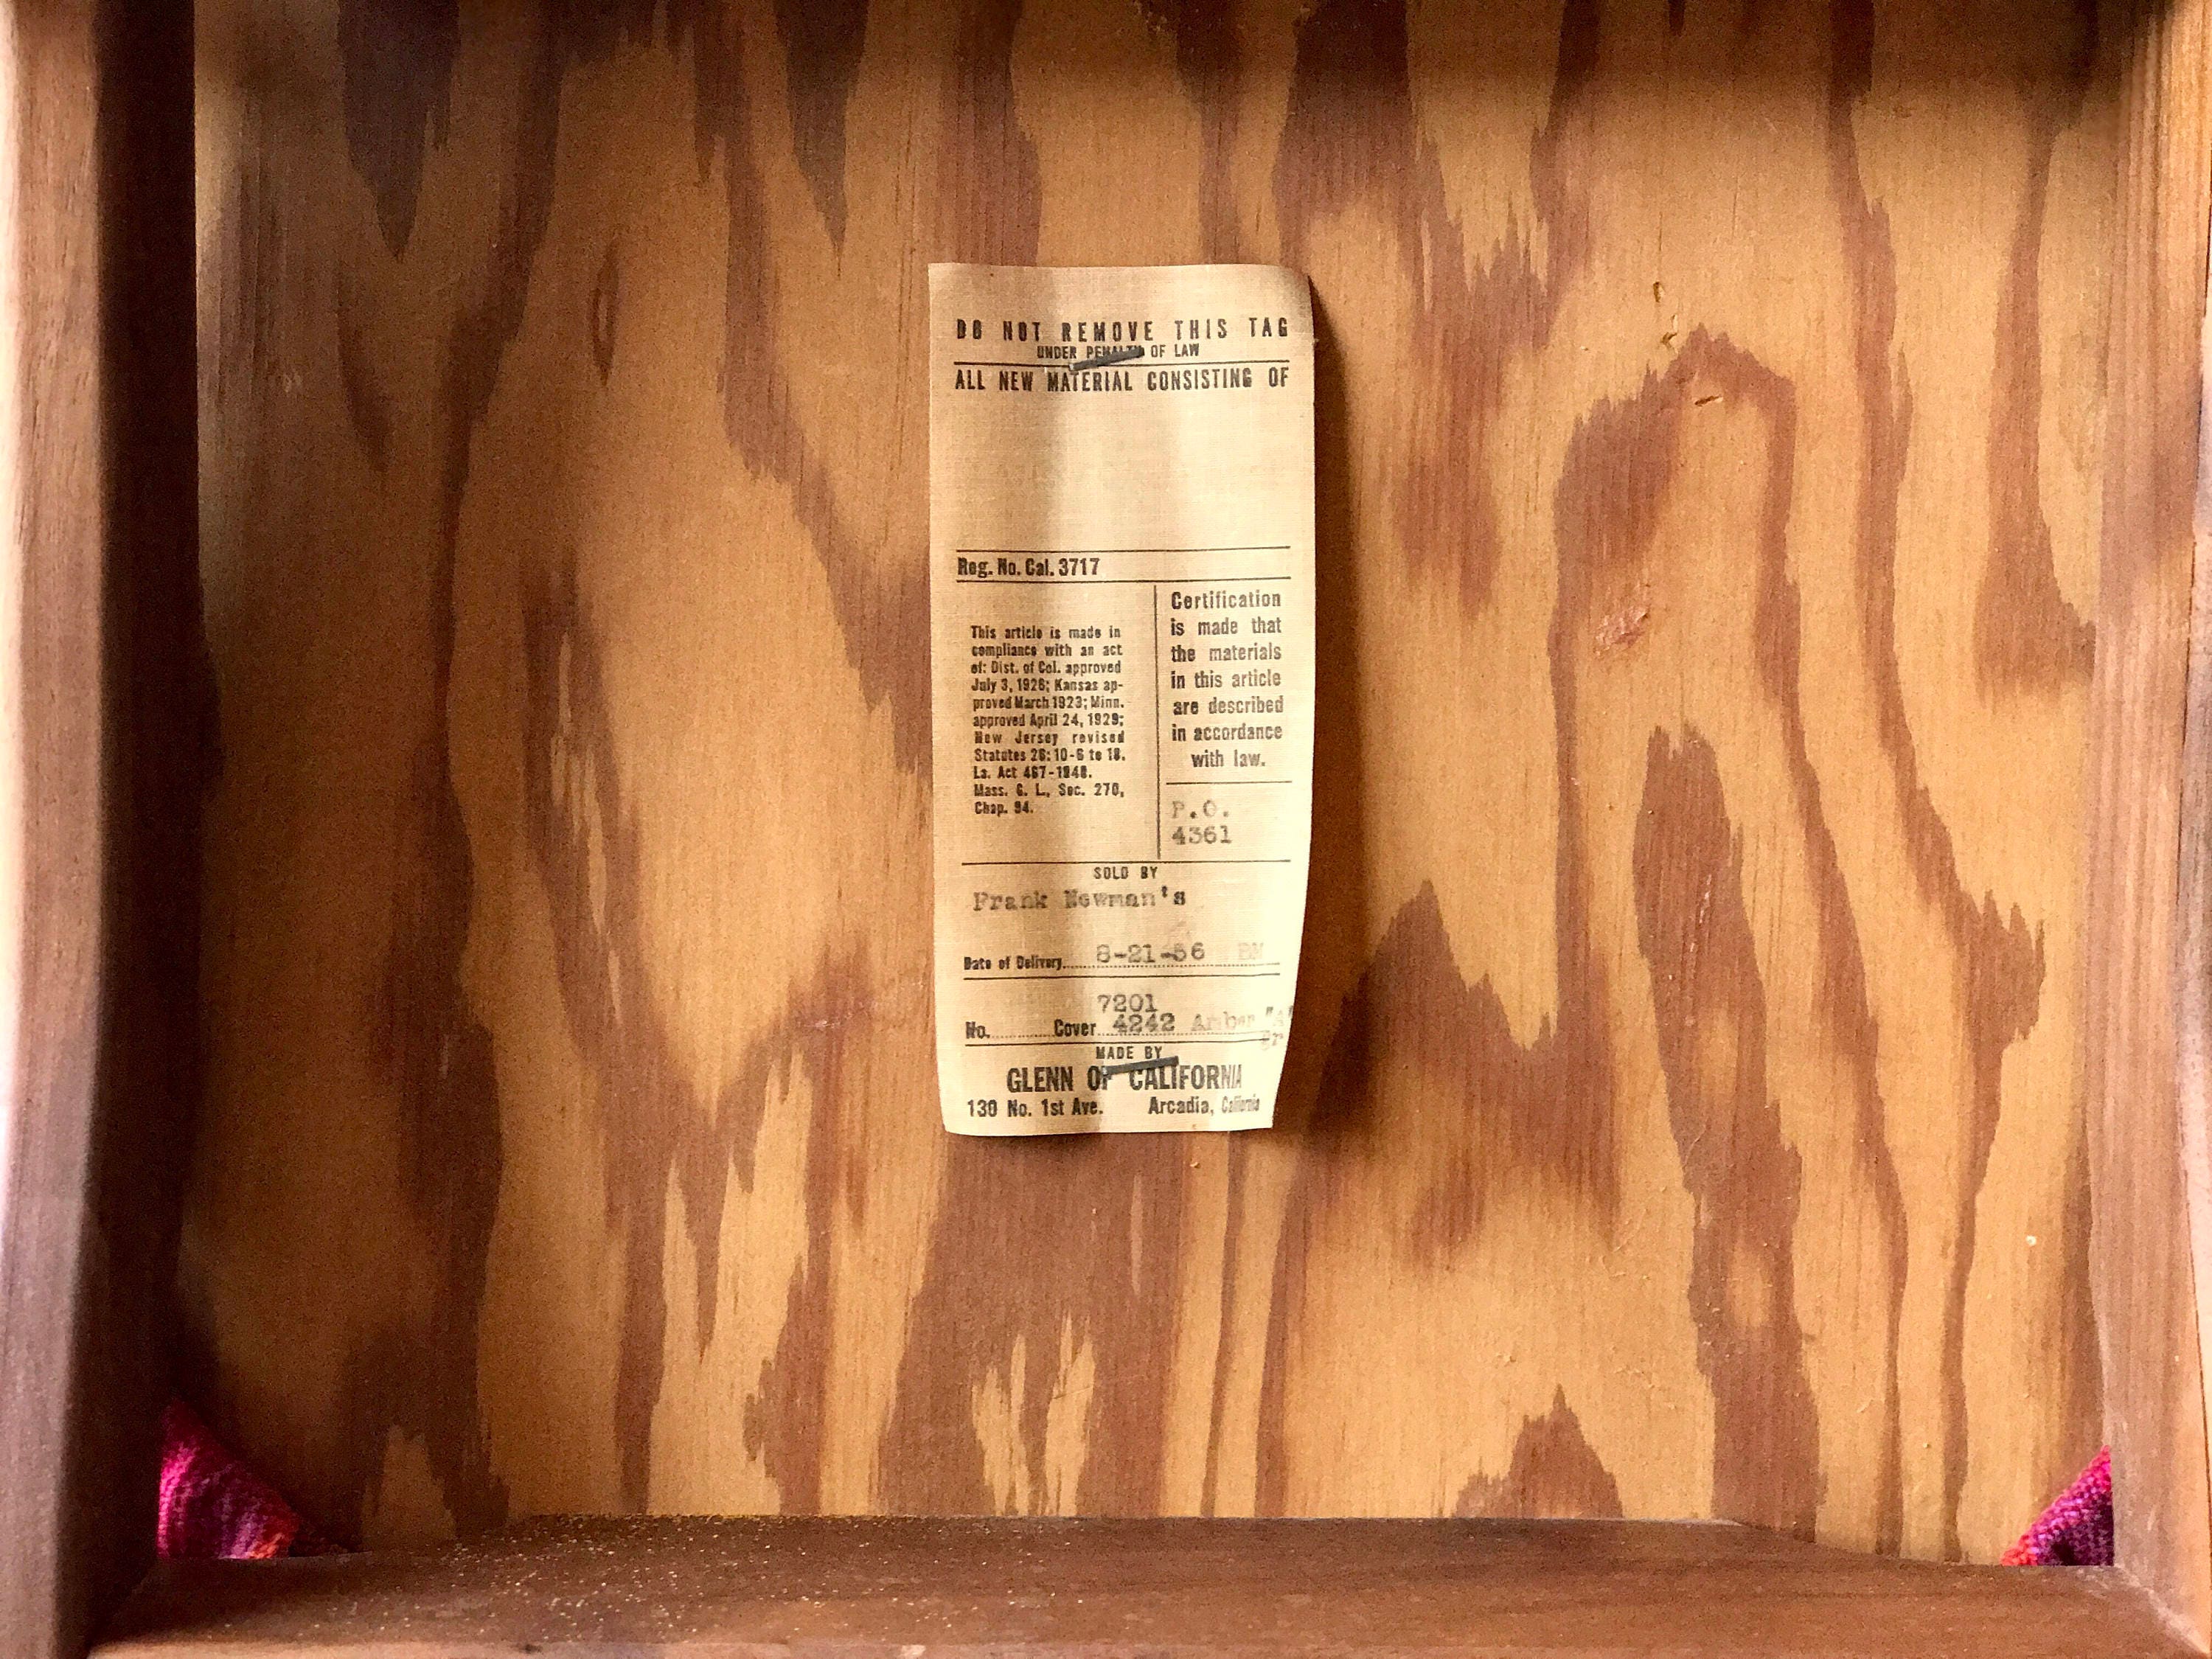 DO NOT REMOVE THIS TAG
UNDER PENALTY OF LAW
ALL NEW MATERIAL CONSISTING OF
Reg. No. Cal. 3717
This article is made in
compliance with an act
of: Dist. of Col. approved
July 3, 1926; Kansas ap-
proved March 1923; Minn.
approved April 24, 1929;
New Jersey revised
Statutes 26:10-6 to 18.
La. Act 467-1948.
Mass. G. L., Sec. 270,
Chap. 94.
Certification
is made that
the materials
in this article
are described
in accordance
with law.
P.O.
4361
SOLD BY
Frank Newman's
Date of Delivery 8-21-56
7201
No. Cover 4242 Amber "A"
gr
MADE BY
GLENN OF CALIFORNIA
130 No. 1st Ave. Arcadia, California